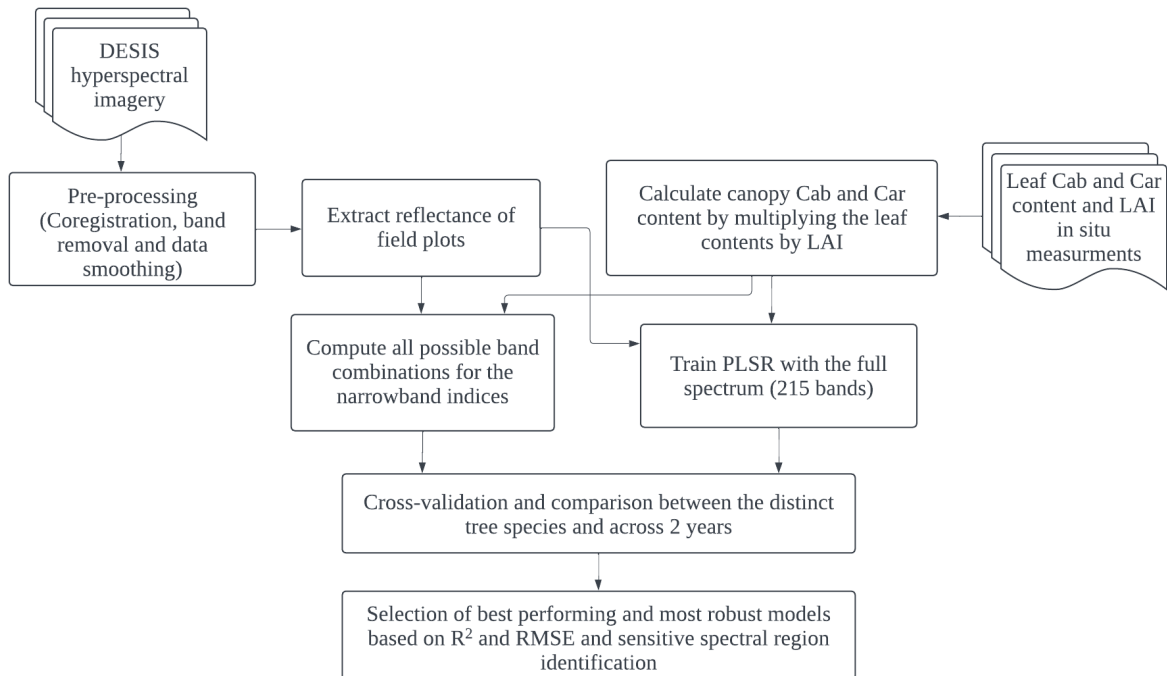 DESIS
hyperspectral
imagery
Pre-processing
(Coregistration, band
removal and data
smoothing)
Extract reflectance of
field plots
Calculate canopy Cab and Car
content by multiplying the leaf
contents by LAI
Leaf Cab and Car
content and LAI
in situ
measurments
Compute all possible band
combinations for the
narrowband indices
Train PLSR with the full
spectrum (215 bands)
Cross-validation and comparison between the distinct
tree species and across 2 years
Selection of best performing and most robust models
based on R² and RMSE and sensitive spectral region
identification